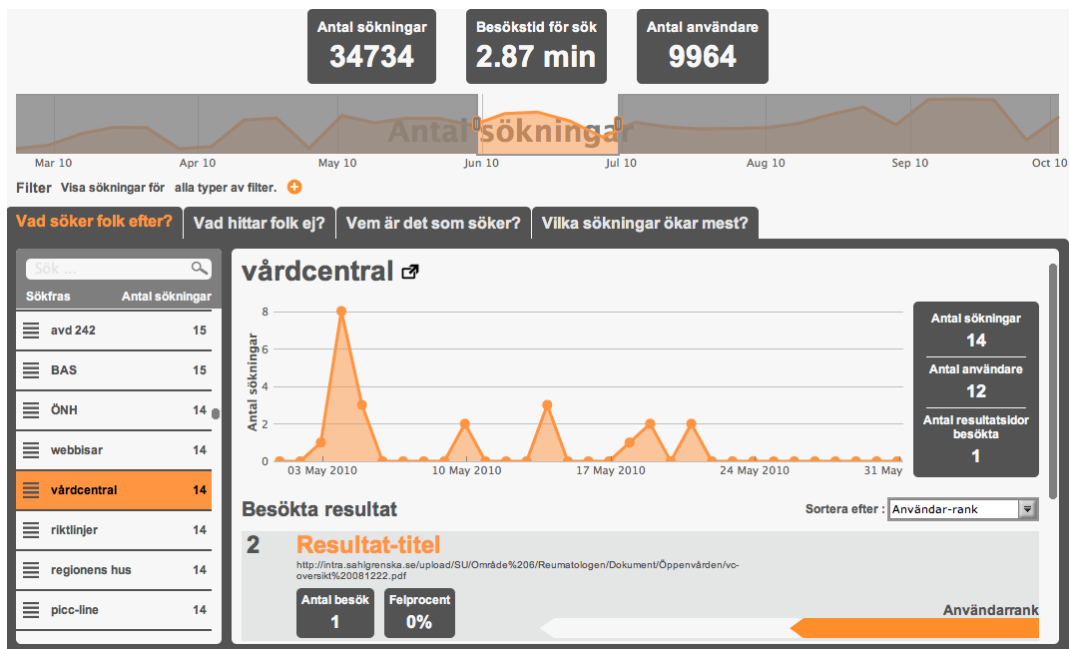 Antal sökningar
34734
Besökstid för sök
2.87 min
Antal användare
9964
Antal sökningar
Mar 10 Apr 10 May 10 Jun 10 Jul 10 Aug 10 Sep 10 Oct 10
Filter Visa sökningar för alla typer av filter.
Vad söker folk efter? Vad hittar folk ej? Vem är det som söker? Vilka sökningar ökar mest?
Sök ...
Sökfras Antal sökningar
avd 242 15
BAS 15
ÖNH 14
webbisar 14
vårdcentral 14
riktlinjer 14
regionens hus 14
picc-line 14
vårdcentral
Antal sökningar
8
6
4
2
0
03 May 2010 10 May 2010 17 May 2010 24 May 2010 31 May
Antal sökningar
14
Antal användare
12
Antal resultatsidor
besökta
1
Besökta resultat
Sortera efter : Användar-rank
2 Resultat-titel
http://intra.sahlgrenska.se/upload/SU/Område%206/Reumatologen/Dokument/Öppenvården/vc-
oversikt%20081222.pdf
Antal besök
1
Felprocent
0%
Användarrank